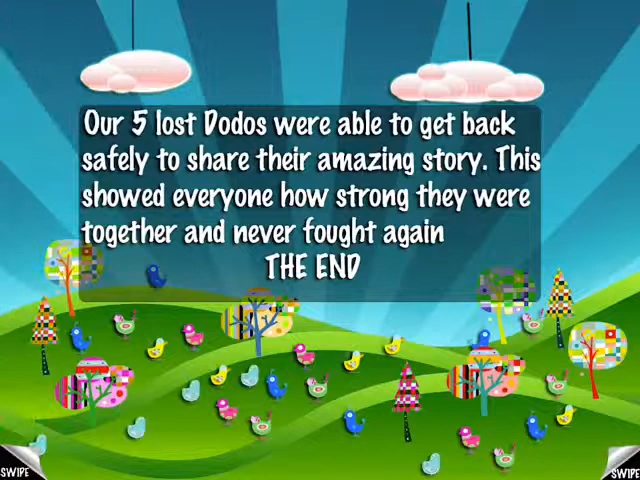 Our 5 lost Dodos were able to get back
safely to share their amazing story. This
showed everyone how strong they were
together and never fought again
THE END
SWIPE
SWIPE